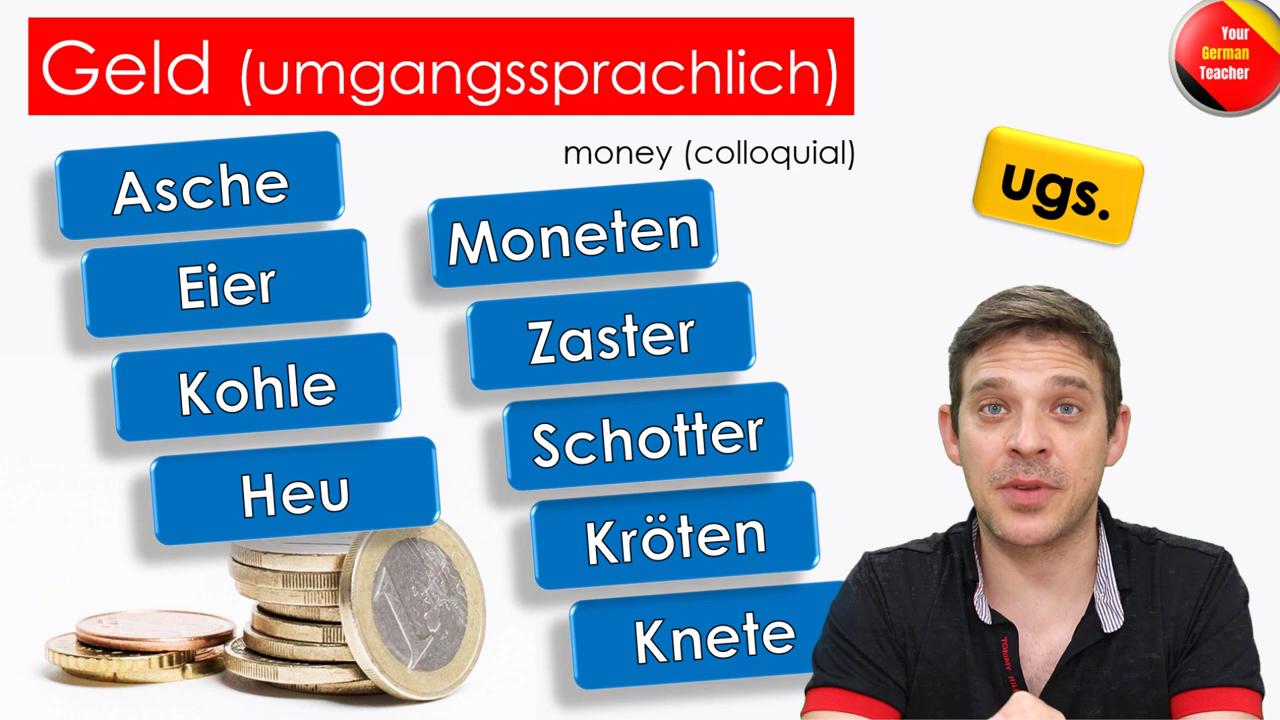 Geld (umgangssprachlich)
Your
German
Teacher
money (colloquial)
ugs.
Asche
Eier
Kohle
Heu
Moneten
Zaster
Schotter
Kröten
Knete